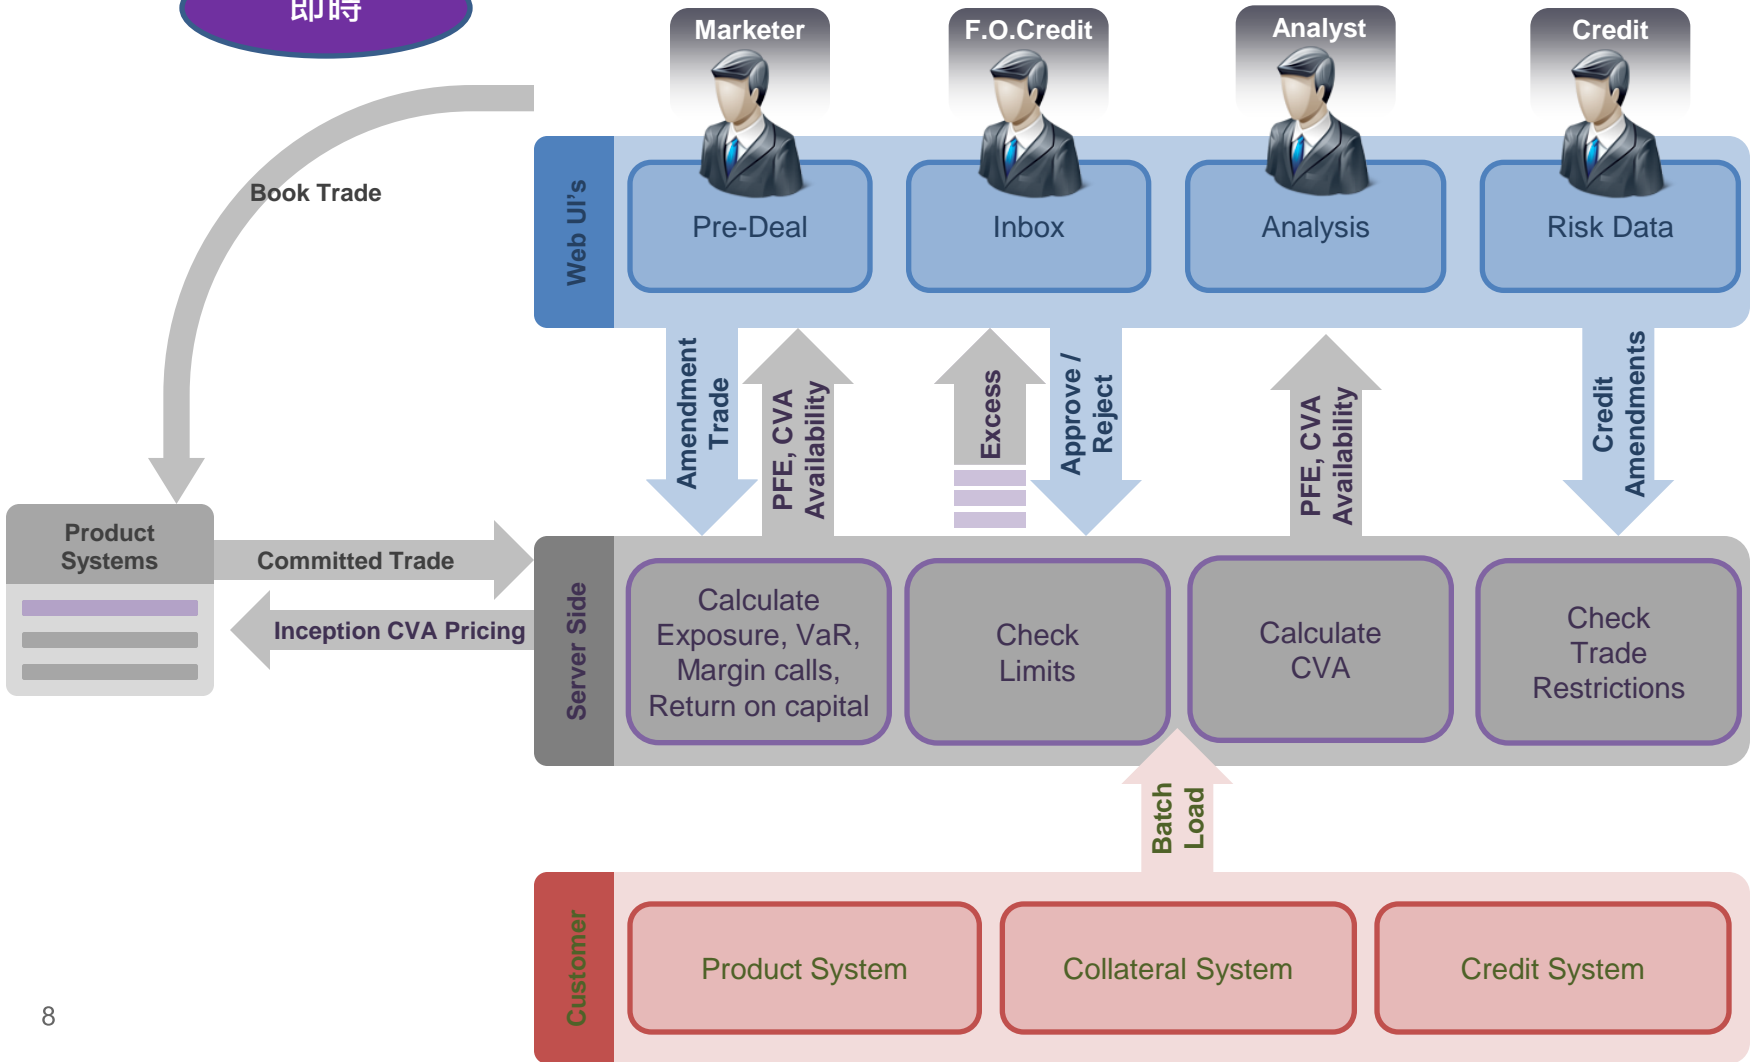 即時
Marketer
F.O.Credit
Analyst
Credit
Book Trade
Web UI's
Pre-Deal
Inbox
Analysis
Risk Data
Amendment
Trade
PFE, CVA
Availability
Excess
Approve /
Reject
PFE, CVA
Availability
Credit
Amendments
Product
Systems
Committed Trade
Inception CVA Pricing
Server Side
Calculate
Exposure, VaR,
Margin calls,
Return on capital
Check
Limits
Calculate
CVA
Check
Trade
Restrictions
Batch
Load
Customer
Product System
Collateral System
Credit System
8